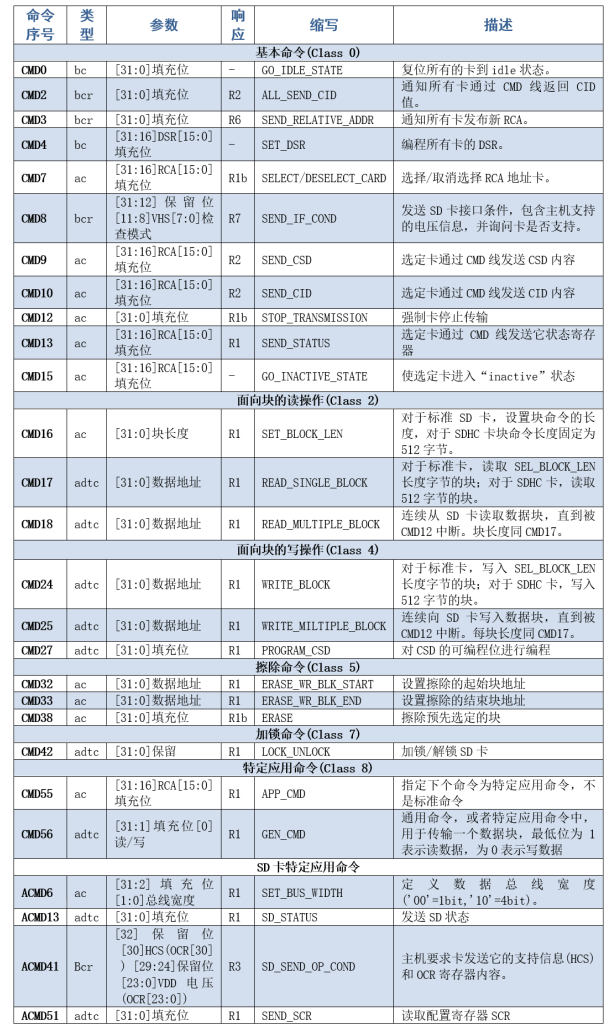 命令序号 类型 参数 响应 缩写 描述
基本命令(Class 0)
CMD0 bc [31:0]填充位 - GO_IDLE_STATE 复位所有的卡到 idle 状态。
CMD2 bcr [31:0]填充位 R2 ALL_SEND_CID 通知所有卡通过 CMD 线返回 CID 值。
CMD3 bcr [31:0]填充位 R6 SEND_RELATIVE_ADDR 通知所有卡发布新 RCA。
CMD4 bc [31:16]DSR[15:0]填充位 - SET_DSR 编程所有卡的 DSR。
CMD7 ac [31:16]RCA[15:0]填充位 R1b SELECT/DESELECT_CARD 选择/取消选择 RCA 地址卡。
CMD8 bcr [31:12]保留位[11:8]VHS[7:0]检查模式 R7 SEND_IF_COND 发送 SD 卡接口条件，包含主机支持的电压信息，并询问卡是否支持。
CMD9 ac [31:16]RCA[15:0]填充位 R2 SEND_CSD 选定卡通过 CMD 线发送 CSD 内容
CMD10 ac [31:16]RCA[15:0]填充位 R2 SEND_CID 选定卡通过 CMD 线发送 CID 内容
CMD12 ac [31:0]填充位 R1b STOP_TRANSMISSION 强制卡停止传输
CMD13 ac [31:16]RCA[15:0]填充位 R1 SEND_STATUS 选定卡通过 CMD 线发送它状态寄存器
CMD15 ac [31:16]RCA[15:0]填充位 - GO_INACTIVE_STATE 使选定卡进入“inactive”状态
面向块的读操作(Class 2)
CMD16 ac [31:0]块长度 R1 SET_BLOCK_LEN 对于标准 SD 卡，设置块命令的长度，对于 SDHC 卡块命令长度固定为 512 字节。
CMD17 adtc [31:0]数据地址 R1 READ_SINGLE_BLOCK 对于标准卡，读取 SEL_BLOCK_LEN 长度字节的块；对于 SDHC 卡，读取 512 字节的块。
CMD18 adtc [31:0]数据地址 R1 READ_MULTIPLE_BLOCK 连续从 SD 卡读取数据块，直到被 CMD12 中断。块长度同 CMD17。
面向块的写操作(Class 4)
CMD24 adtc [31:0]数据地址 R1 WRITE_BLOCK 对于标准卡，写入 SEL_BLOCK_LEN 长度字节的块；对于 SDHC 卡，写入 512 字节的块。
CMD25 adtc [31:0]数据地址 R1 WRITE_MILTIPLE_BLOCK 连续向 SD 卡写入数据块，直到被 CMD12 中断。每块长度同 CMD17。
CMD27 adtc [31:0]填充位 R1 PROGRAM_CSD 对 CSD 的可编程位进行编程
擦除命令(Class 5)
CMD32 ac [31:0]数据地址 R1 ERASE_WR_BLK_START 设置擦除的起始块地址
CMD33 ac [31:0]数据地址 R1 ERASE_WR_BLK_END 设置擦除的结束块地址
CMD38 ac [31:0]填充位 R1b ERASE 擦除预先选定的块
加锁命令(Class 7)
CMD42 adtc [31:0]保留 R1 LOCK_UNLOCK 加锁/解锁 SD 卡
特定应用命令(Class 8)
CMD55 ac [31:16]RCA[15:0]填充位 R1 APP_CMD 指定下个命令为特定应用命令，不是标准命令
CMD56 adtc [31:1]填充位[0]读/写 R1 GEN_CMD 通用命令，或者特定应用命令中，用于传输一个数据块，最低位为 1 表示读数据，为 0 表示写数据
SD 卡特定应用命令
ACMD6 ac [31:2]填充位[1:0]总线宽度 R1 SET_BUS_WIDTH 定义数据总线宽度('00'=1bit,'10'=4bit)。
ACMD13 adtc [31:0]填充位 R1 SD_STATUS 发送 SD 状态
ACMD41 Bcr [32]保留位[30]HCS(OCR[30]) [29:24]保留位[23:0]VDD 电压(OCR[23:0]) R3 SD_SEND_OP_COND 主机要求卡发送它的支持信息(HCS)和 OCR 寄存器内容。
ACMD51 adtc [31:0]填充位 R1 SEND_SCR 读取配置寄存器 SCR